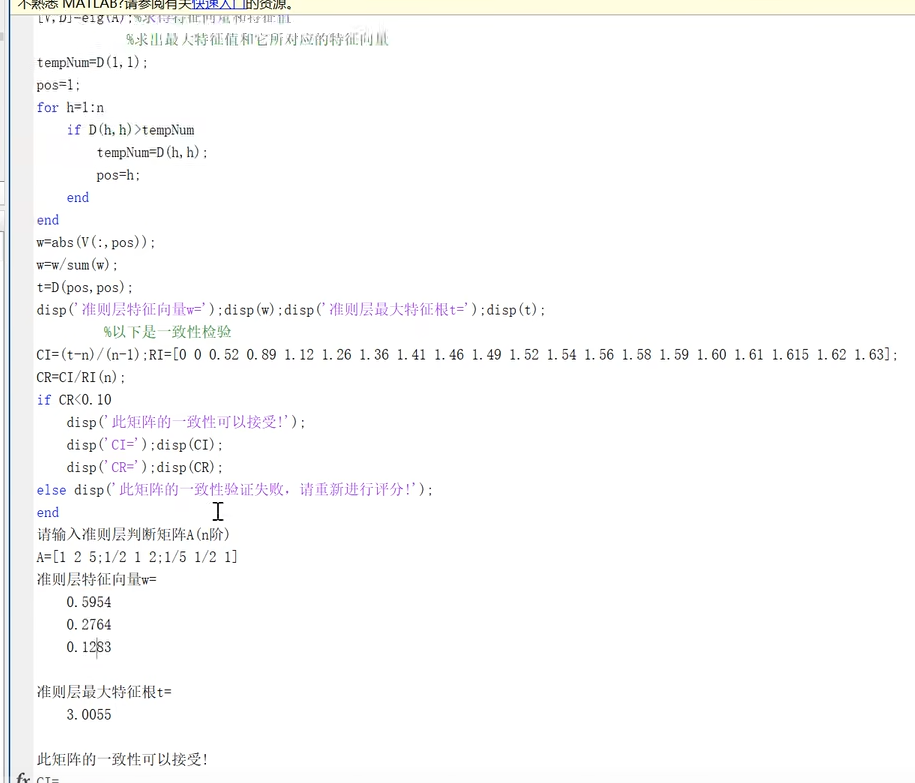 不熟悉 MATLAB?请参阅有关快速入门的资源。
[V,D]=eig(A);%求得特征向量和特征值
%求出最大特征值和它所对应的特征向量
tempNum=D(1,1);
pos=1;
for h=1:n
if D(h,h)>tempNum
tempNum=D(h,h);
pos=h;
end
end
w=abs(V(:,pos));
w=w/sum(w);
t=D(pos,pos);
disp('准则层特征向量w=');disp(w);disp('准则层最大特征根t=');disp(t);
%以下是一致性检验
CI=(t-n)/(n-1);RI=[0 0 0.52 0.89 1.12 1.26 1.36 1.41 1.46 1.49 1.52 1.54 1.56 1.58 1.59 1.60 1.61 1.615 1.62 1.63];
CR=CI/RI(n);
if CR<0.10
disp('此矩阵的一致性可以接受!');
disp('CI=');disp(CI);
disp('CR=');disp(CR);
else disp('此矩阵的一致性验证失败，请重新进行评分!');
end
请输入准则层判断矩阵A(n阶)
A=[1 2 5;1/2 1 2;1/5 1/2 1]
准则层特征向量w=
0.5954
0.2764
0.1283
准则层最大特征根t=
3.0055
此矩阵的一致性可以接受!
fx CI=